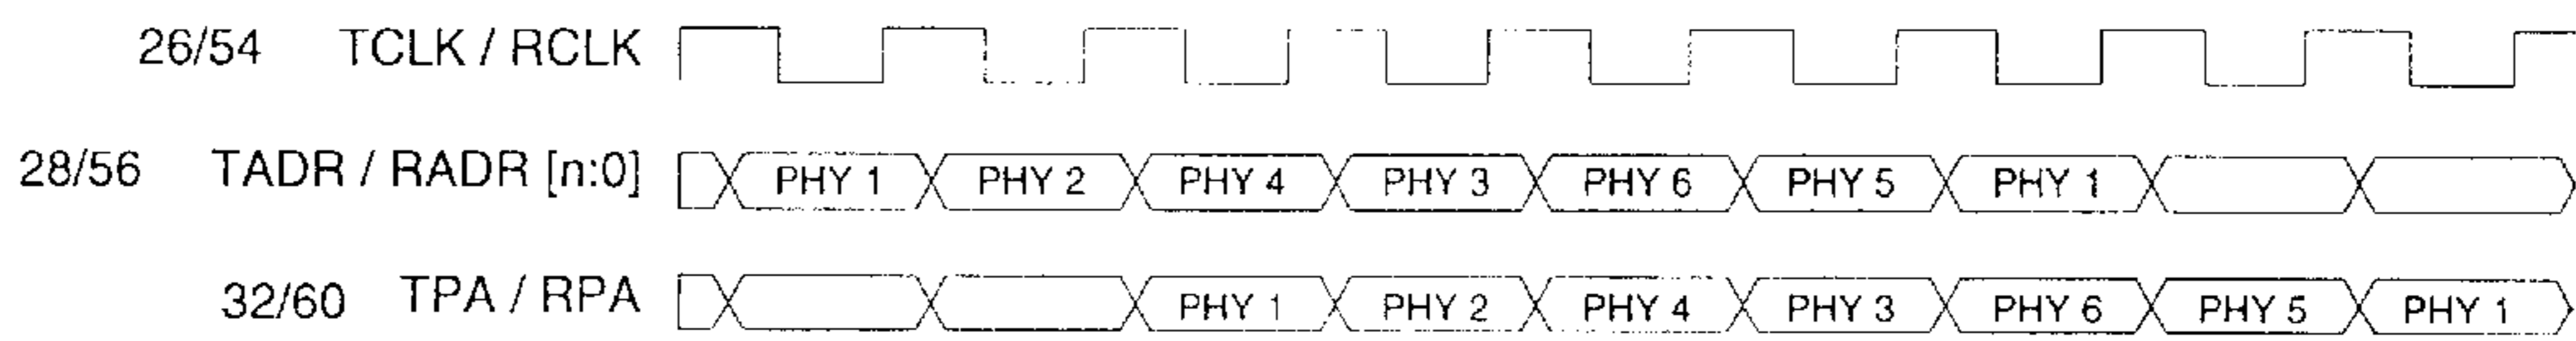 26/54 TCLK / RCLK
28/56 TADR / RADR [n:0] PHY 1 PHY 2 PHY 4 PHY 3 PHY 6 PHY 5 PHY 1
32/60 TPA / RPA PHY 1 PHY 2 PHY 4 PHY 3 PHY 6 PHY 5 PHY 1